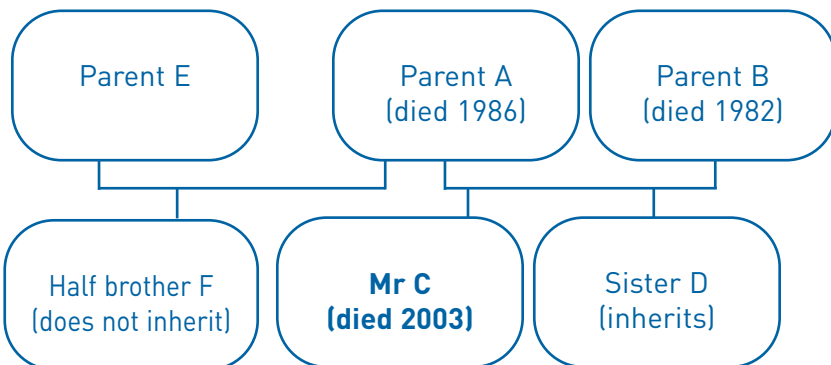 Parent E
Parent A
(died 1986)
Parent B
(died 1982)
Half brother F
(does not inherit)
Mr C
(died 2003)
Sister D
(inherits)